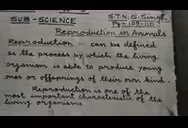 SUB - SCIENCE
S.T.N.S. Singh
Reproduction in Animals
Reproduction :- can be defined
as the process by which the living
organism is able to produce young
ones or offsprings of their own kind.
Reproduction is one of the
most important characteristic of the
living organisms